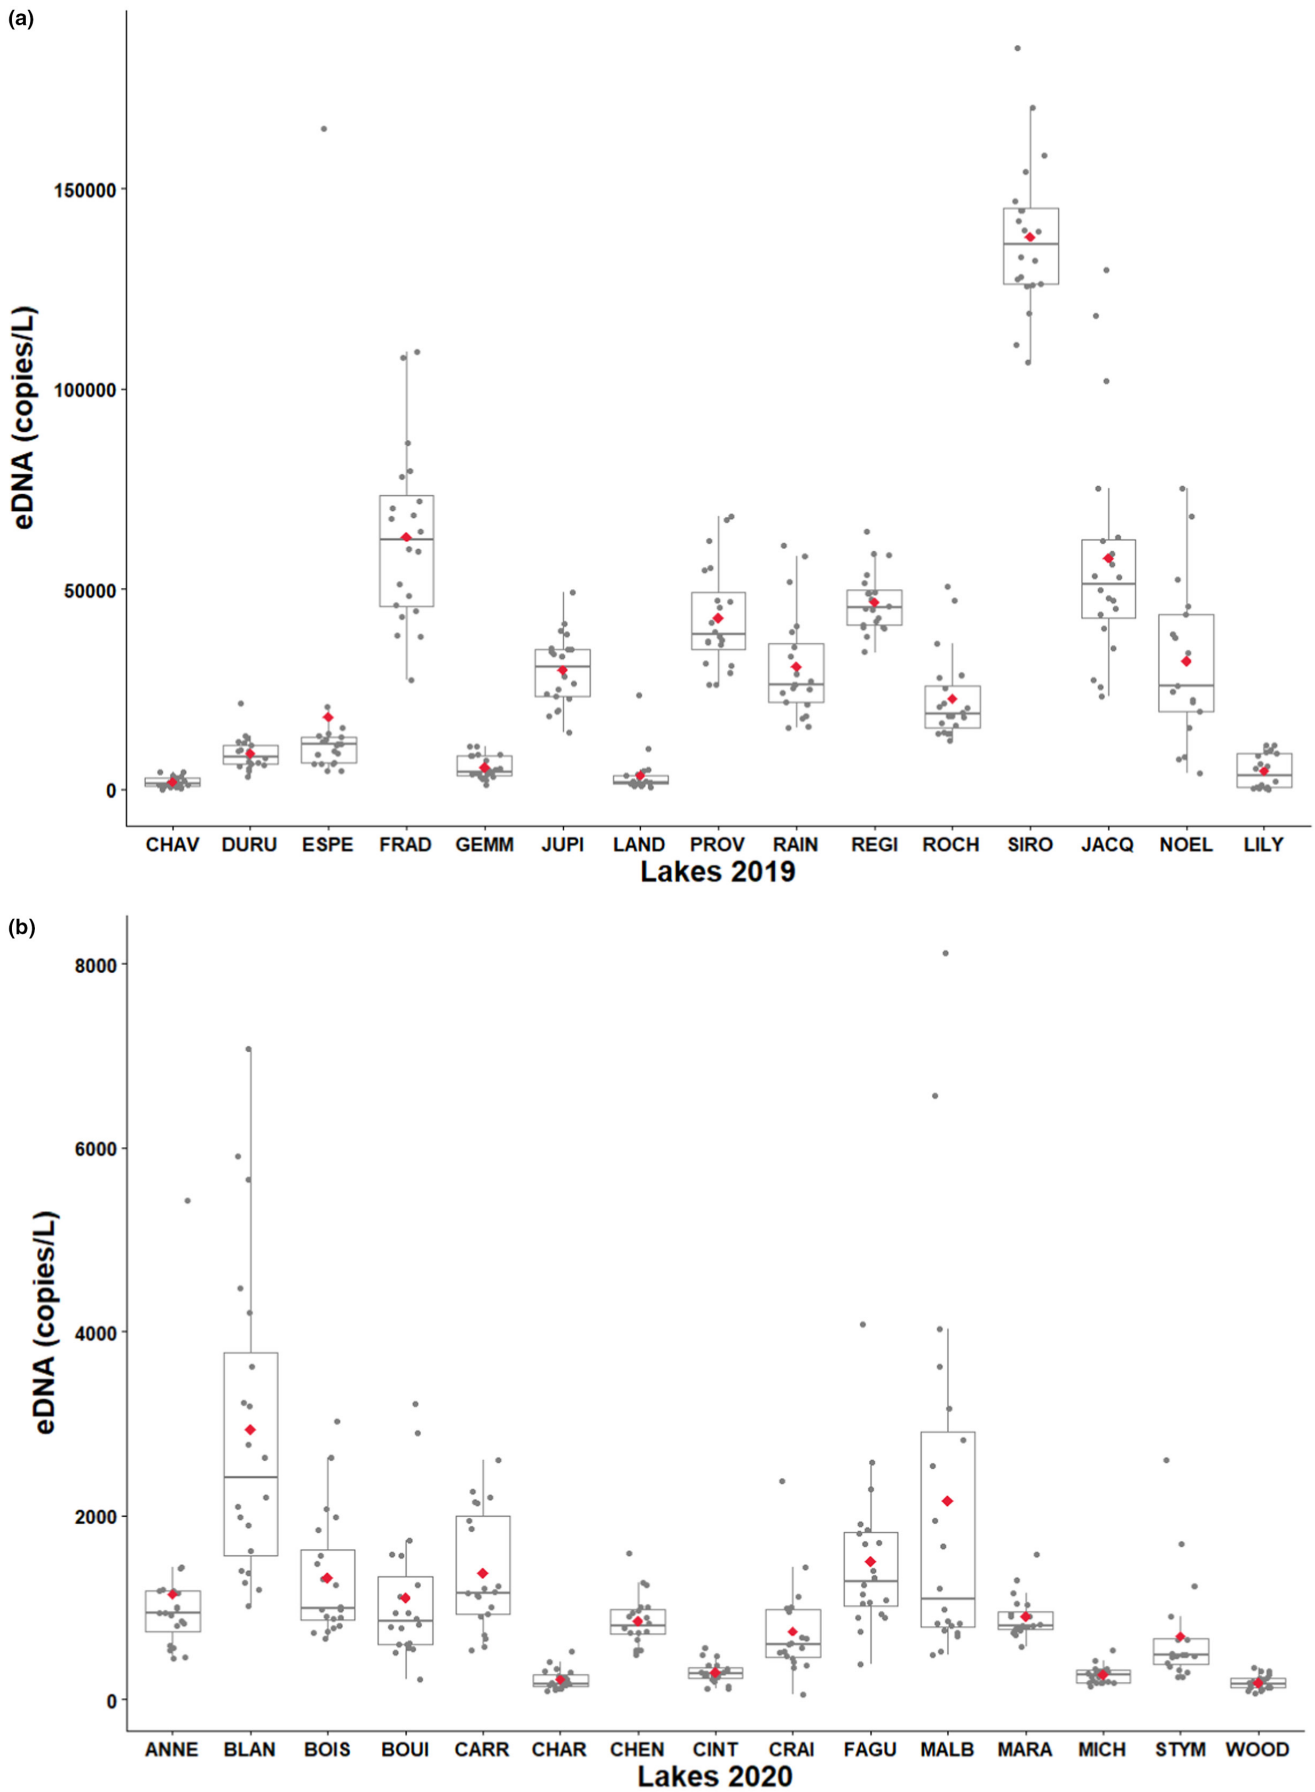 (a)
150000
100000
50000
0
eDNA (copies/L)
CHAV DURU ESPE FRAD GEMM JUPI LAND PROV RAIN REGI ROCH SIRO JACQ NOEL LILY
Lakes 2019
(b)
8000
6000
4000
2000
0
eDNA (copies/L)
ANNE BLAN BOIS BOUI CARR CHAR CHEN CINT CRAI FAGU MALB MARA MICH STYM WOOD
Lakes 2020